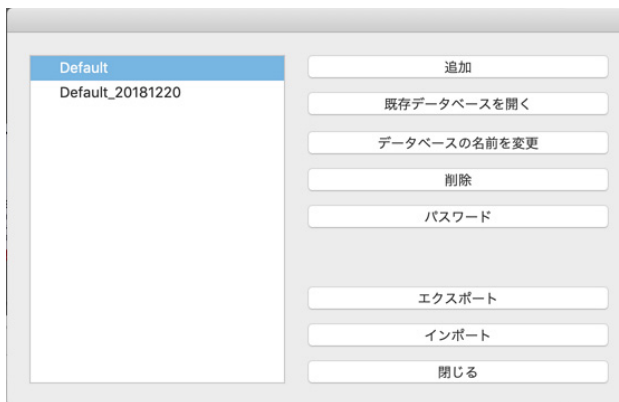 Default
Default_20181220
追加
既存データベースを開く
データベースの名前を変更
削除
パスワード
エクスポート
インポート
閉じる